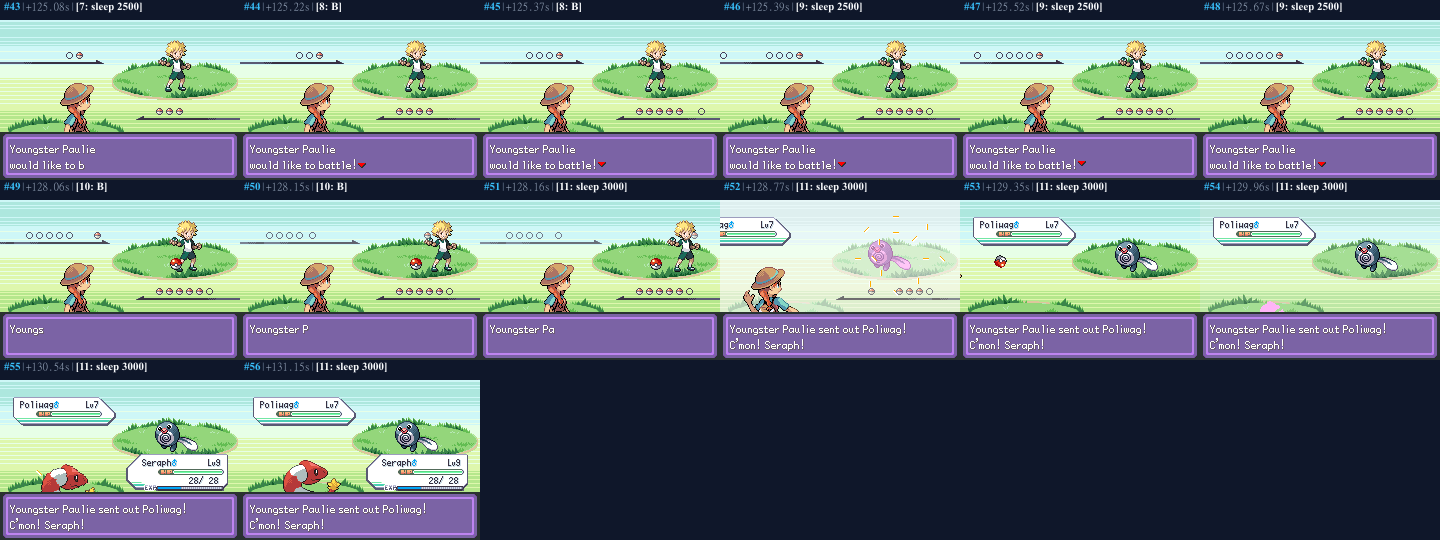 #43|+125.08s| [7: sleep 2500]
#44|+125.22s| [8: B]
#45|+125.37s| [8: B]
#46|+125.39s| [9: sleep 2500]
#47|+125.52s| [9: sleep 2500]
#48|+125.67s| [9: sleep 2500]
Youngster Paulie
would like to b
Youngster Paulie
would like to battle!
Youngster Paulie
would like to battle!
Youngster Paulie
would like to battle!
Youngster Paulie
would like to battle!
Youngster Paulie
would like to battle!
#49|+128.06s| [10: B]
#50|+128.15s| [10: B]
#51|+128.16s| [11: sleep 3000]
#52|+128.77s| [11: sleep 3000]
#53|+129.35s| [11: sleep 3000]
#54|+129.96s| [11: sleep 3000]
Youngs
Youngster P
Youngster Pa
Lv7
Youngster Paulie sent out Poliwag!
C'mon! Seraph!
Poliwag♂ Lv7
Youngster Paulie sent out Poliwag!
C'mon! Seraph!
Poliwag♂ Lv7
Youngster Paulie sent out Poliwag!
C'mon! Seraph!
#55|+130.54s| [11: sleep 3000]
#56|+131.15s| [11: sleep 3000]
Poliwag♂ Lv7
Seraph♂ Lv9
28/ 28
EXP
Youngster Paulie sent out Poliwag!
C'mon! Seraph!
Poliwag♂ Lv7
Seraph♂ Lv9
28/ 28
EXP
Youngster Paulie sent out Poliwag!
C'mon! Seraph!